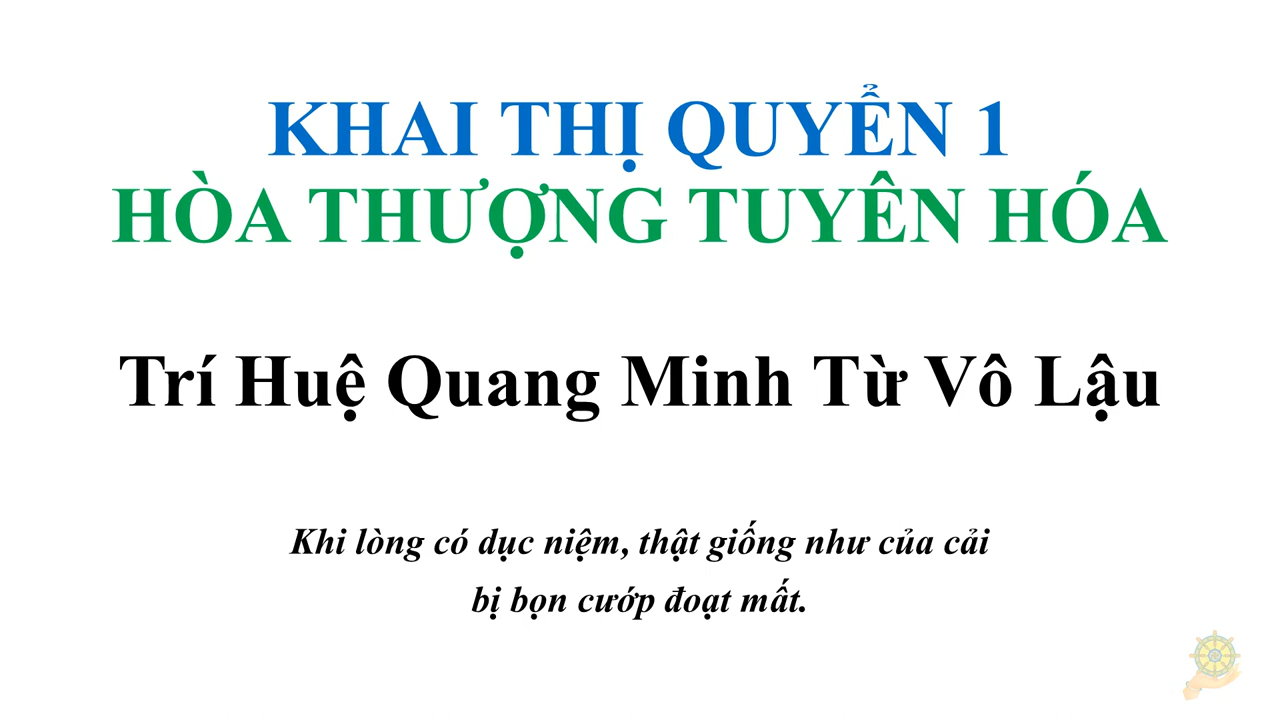 KHAI THỊ QUYỂN 1
HÒA THƯỢNG TUYÊN HÓA
Trí Huệ Quang Minh Từ Vô Lậu
Khi lòng có dục niệm, thật giống như của cải
bị bọn cướp đoạt mất.